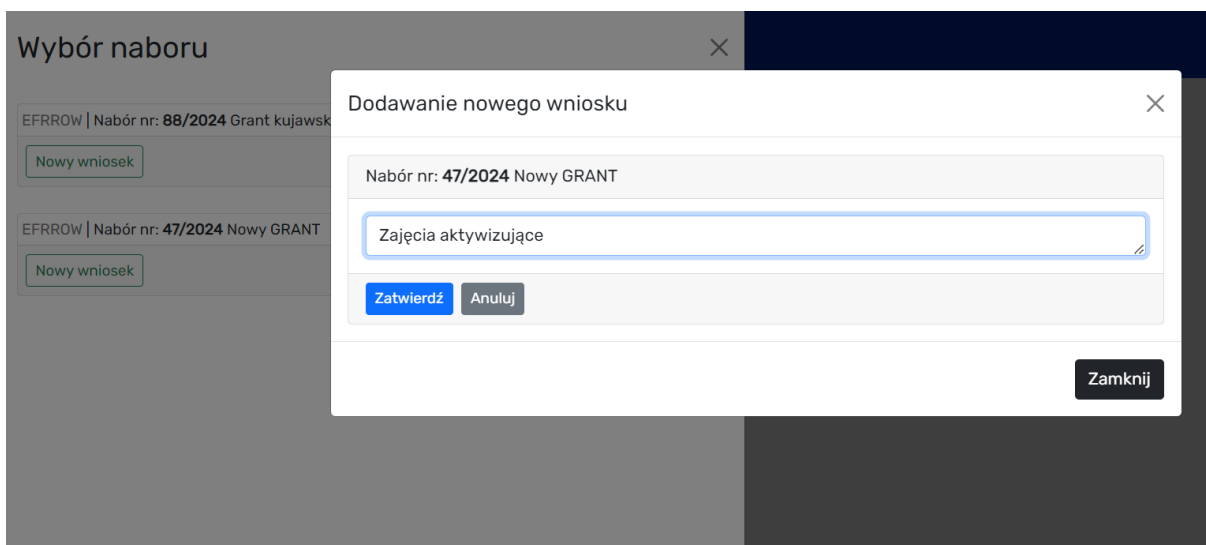 Wybór naboru
EFRROW | Nabór nr: 88/2024 Grant kujawsk
Nowy wniosek
EFRROW | Nabór nr: 47/2024 Nowy GRANT
Nowy wniosek
Dodawanie nowego wniosku
Nabór nr: 47/2024 Nowy GRANT
Zajęcia aktywizujące
Zatwierdź Anuluj
Zamknij